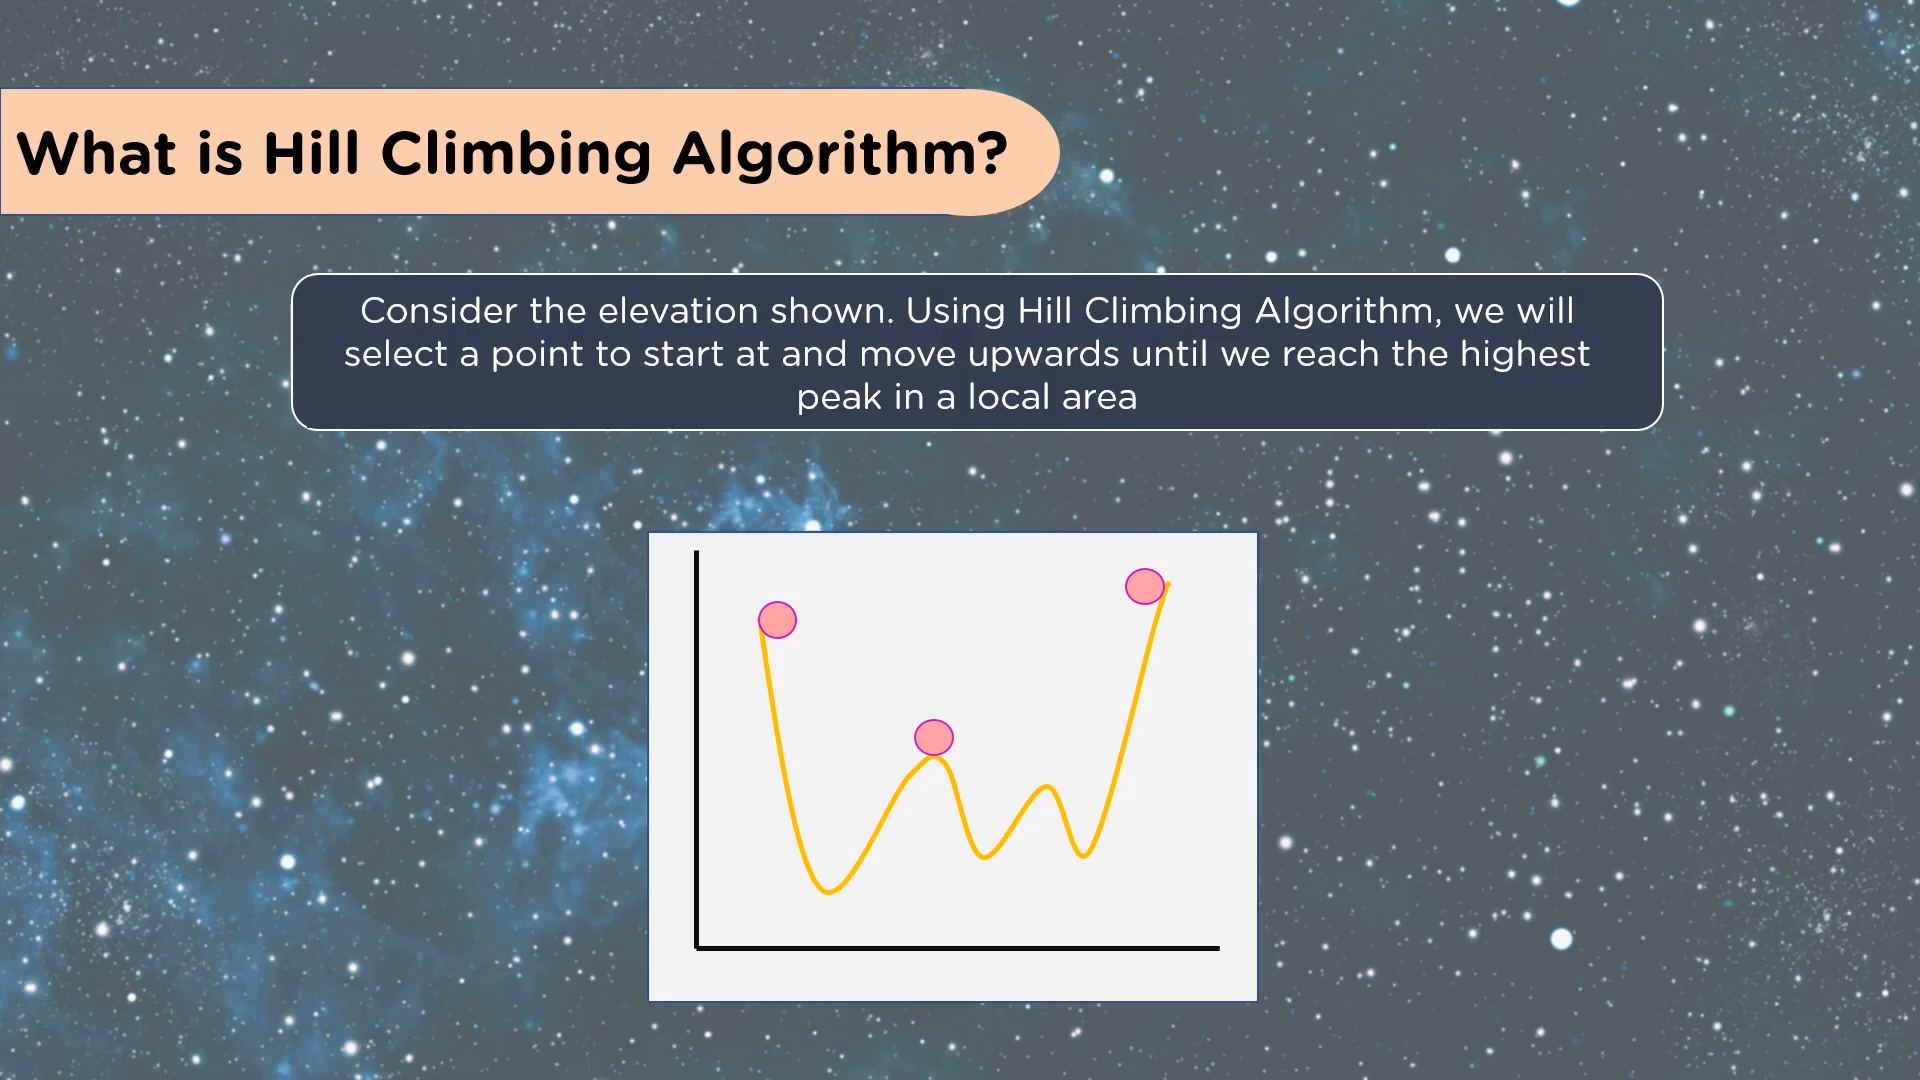 What is Hill Climbing Algorithm?
Consider the elevation shown. Using Hill Climbing Algorithm, we will
select a point to start at and move upwards until we reach the highest
peak in a local area